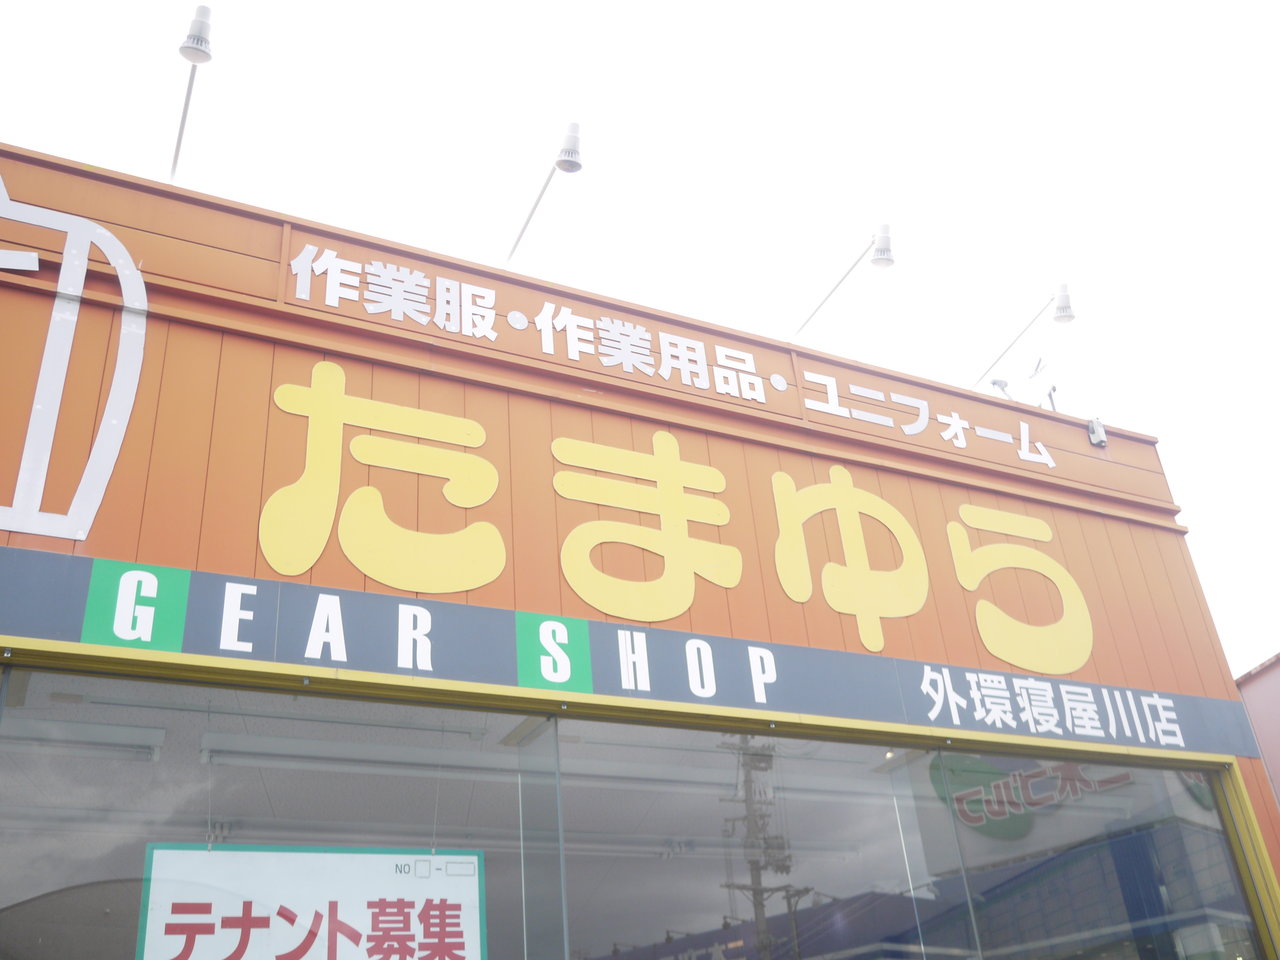 作業服・作業用品・ユニフォーム
たまゆら
GEAR SHOP
外環寝屋川店
NO
テナント募集